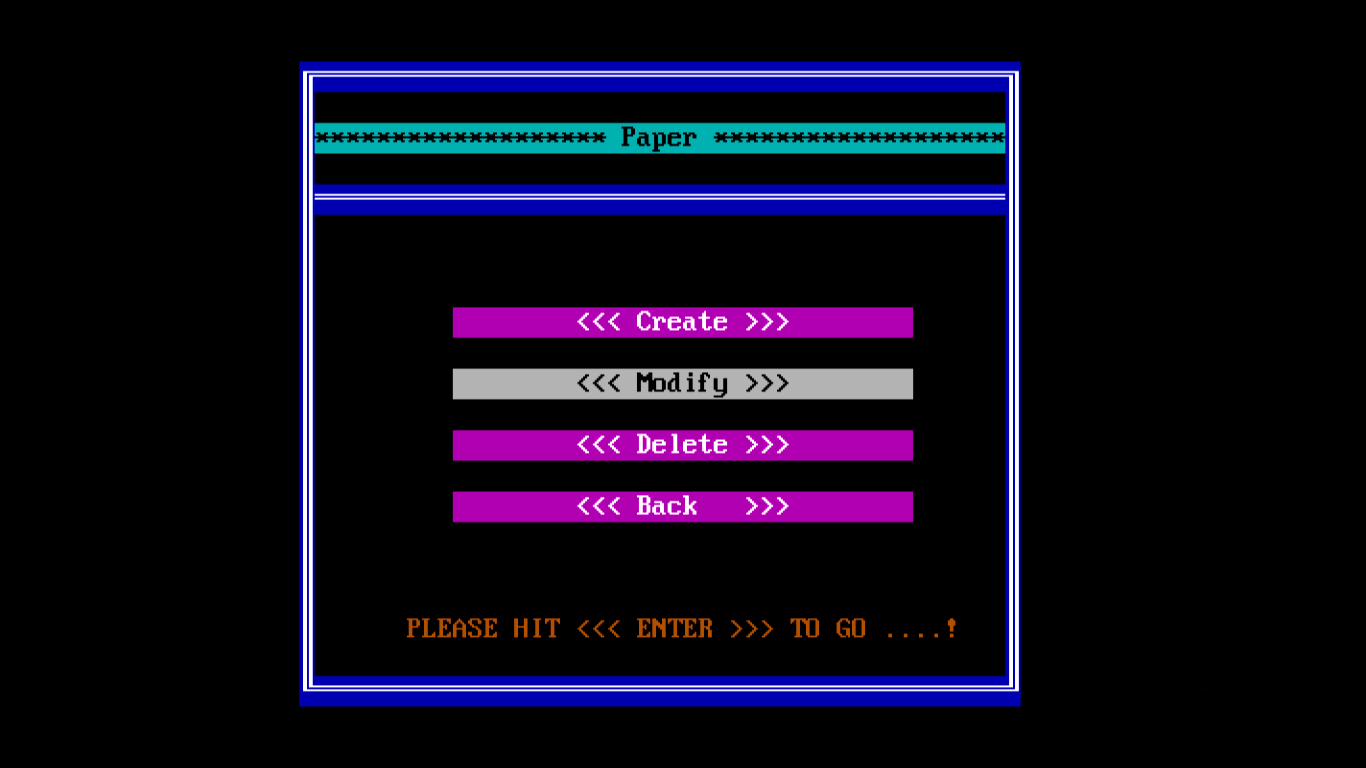 ******************* Paper *******************
<<< Create >>>
<<< Modify >>>
<<< Delete >>>
<<< Back   >>>
PLEASE HIT <<< ENTER >>> TO GO ....!